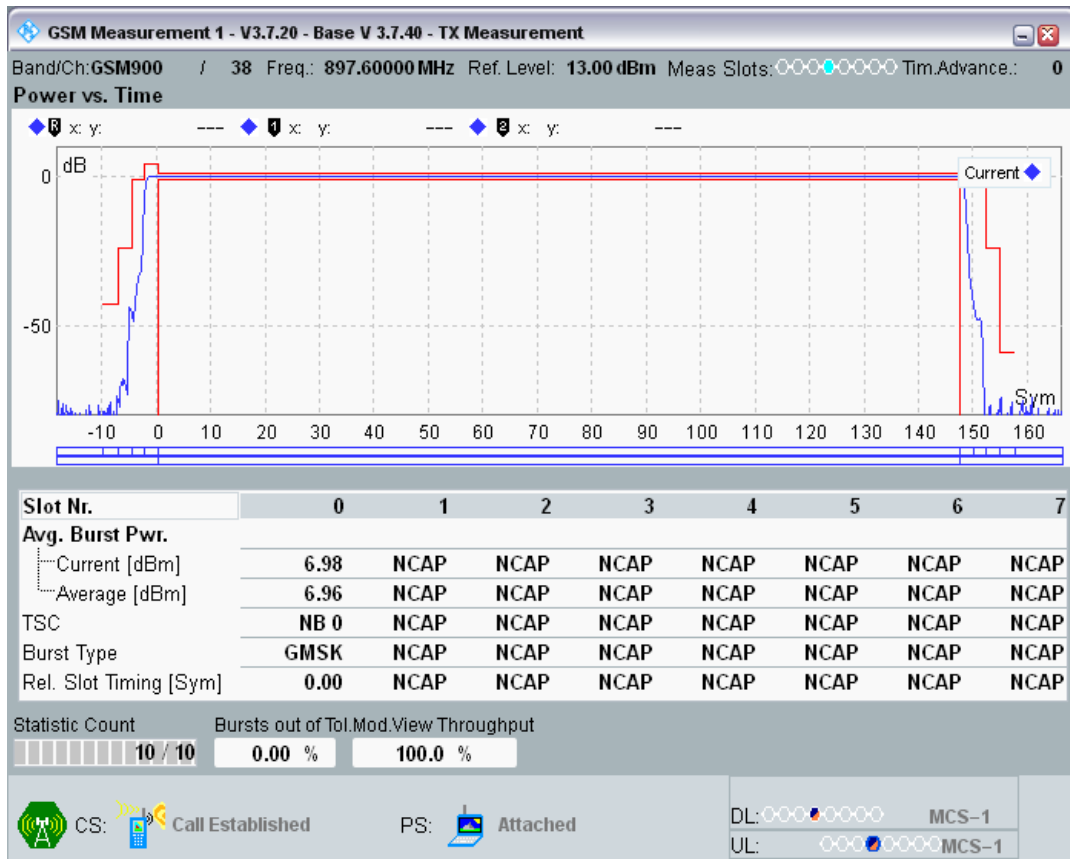 GSM Measurement 1 - V3.7.20 - Base V 3.7.40 - TX Measurement
Band/Ch:GSM900 / 38 Freq.: 897.60000 MHz Ref. Level: 13.00 dBm Meas Slots: Tim.Advance.: 0
Power vs. Time
R x: y: --- 1 x: y: --- 2 x: y: ---
dB
Current
0
-50
Sym
-10 0 10 20 30 40 50 60 70 80 90 100 110 120 130 140 150 160
Slot Nr. 0 1 2 3 4 5 6 7
Avg. Burst Pwr.
Current [dBm] 6.98 NCAP NCAP NCAP NCAP NCAP NCAP NCAP
Average [dBm] 6.96 NCAP NCAP NCAP NCAP NCAP NCAP NCAP
TSC NB 0 NCAP NCAP NCAP NCAP NCAP NCAP NCAP
Burst Type GMSK NCAP NCAP NCAP NCAP NCAP NCAP NCAP
Rel. Slot Timing [Sym] 0.00 NCAP NCAP NCAP NCAP NCAP NCAP NCAP
Statistic Count Bursts out of Tol. Mod.View Throughput
10 / 10 0.00 % 100.0 %
CS: Call Established PS: Attached DL: MCS-1
UL: MCS-1